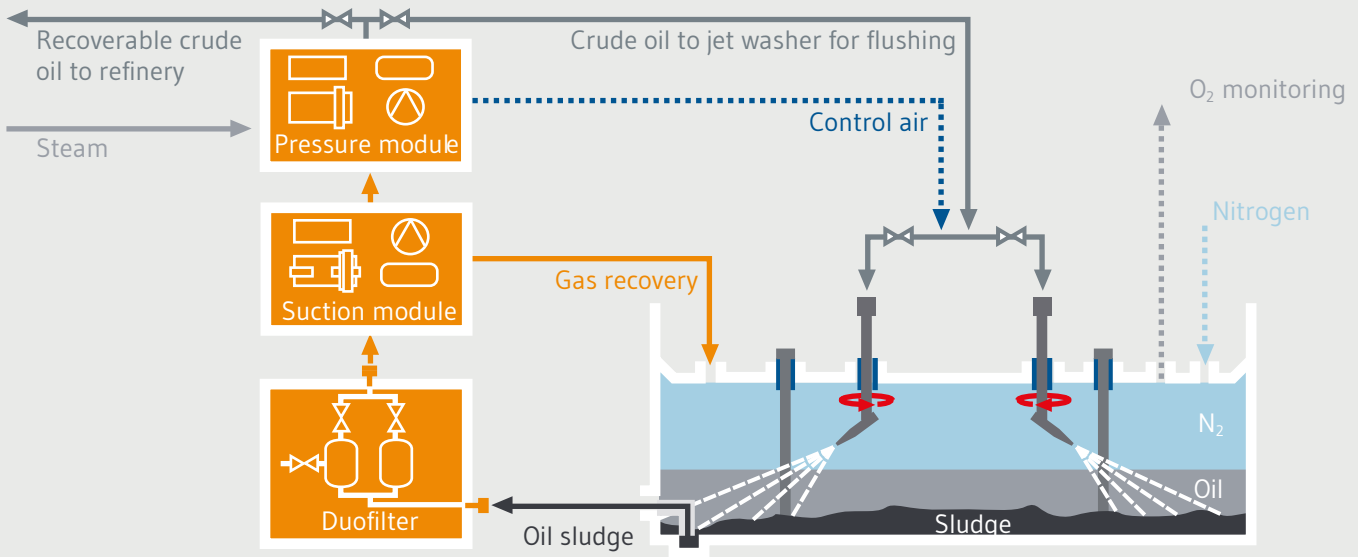 Recoverable crude
oil to refinery
Crude oil to jet washer for flushing
O₂ monitoring
Control air
Steam
Pressure module
Nitrogen
Gas recovery
Suction module
N₂
Oil
Duofilter
Oil sludge
Sludge